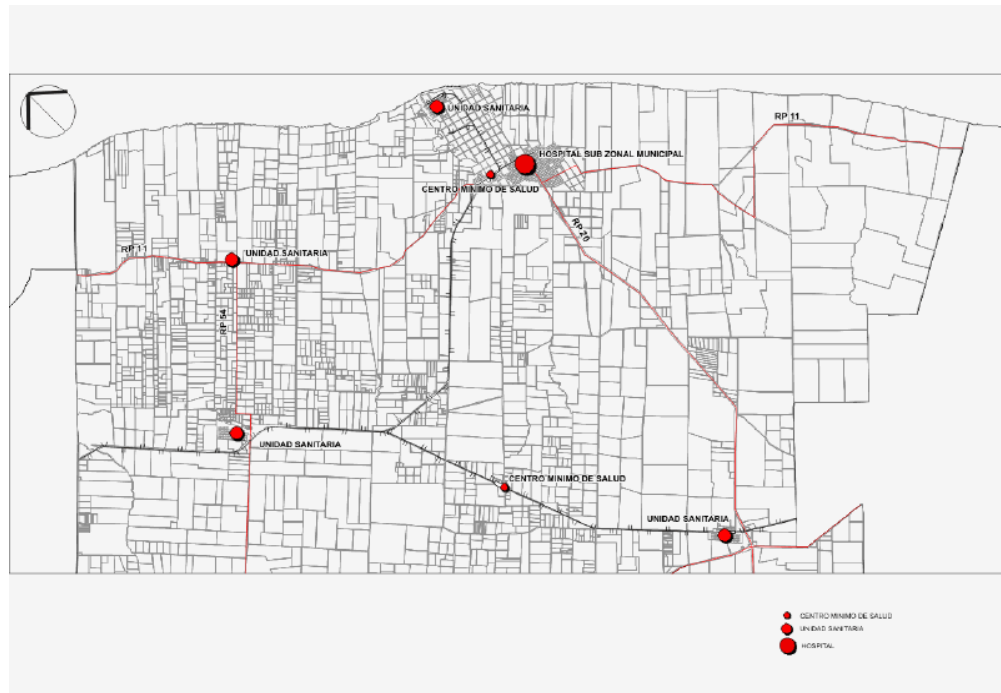 UNIDAD SANITARIA
RP 11
HOSPITAL SUB ZONAL MUNICIPAL
CENTRO MINIMO DE SALUD
RP 20
RP 11
UNIDAD SANITARIA
RP 54
UNIDAD SANITARIA
CENTRO MINIMO DE SALUD
UNIDAD SANITARIA
CENTRO MINIMO DE SALUD
UNIDAD SANITARIA
HOSPITAL